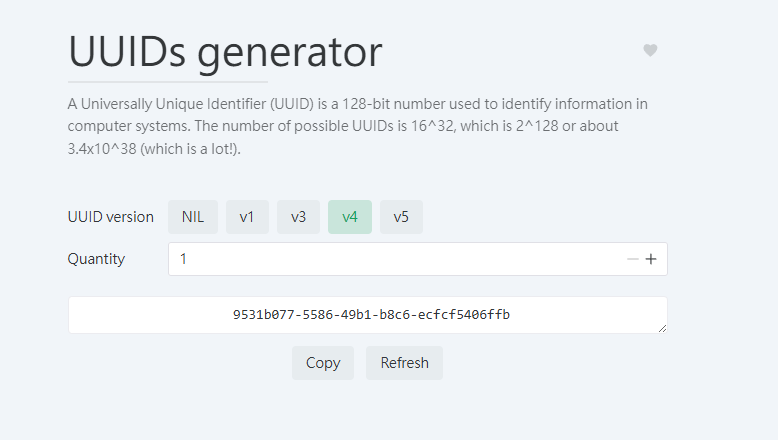 UUIDs generator
A Universally Unique Identifier (UUID) is a 128-bit number used to identify information in
computer systems. The number of possible UUIDs is 16^32, which is 2^128 or about
3.4x10^38 (which is a lot!).
UUID version NIL v1 v3 v4 v5
Quantity 1
9531b077-5586-49b1-b8c6-ecfcf5406ffb
Copy Refresh